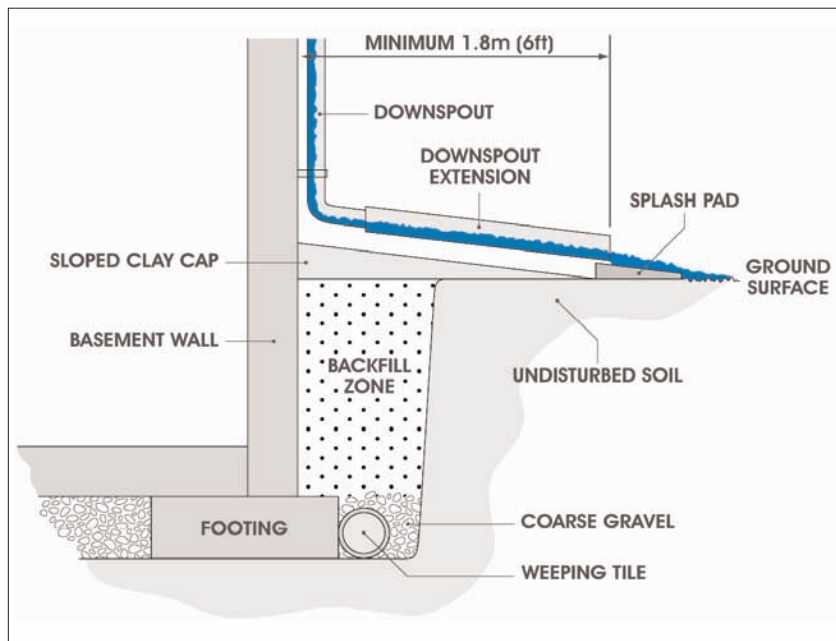 MINIMUM 1.8m (6ft)
DOWNSPOUT
DOWNSPOUT
EXTENSION
SPLASH PAD
SLOPED CLAY CAP
GROUND
SURFACE
BASEMENT WALL
BACKFILL
ZONE
UNDISTURBED SOIL
FOOTING
COARSE GRAVEL
WEEPING TILE